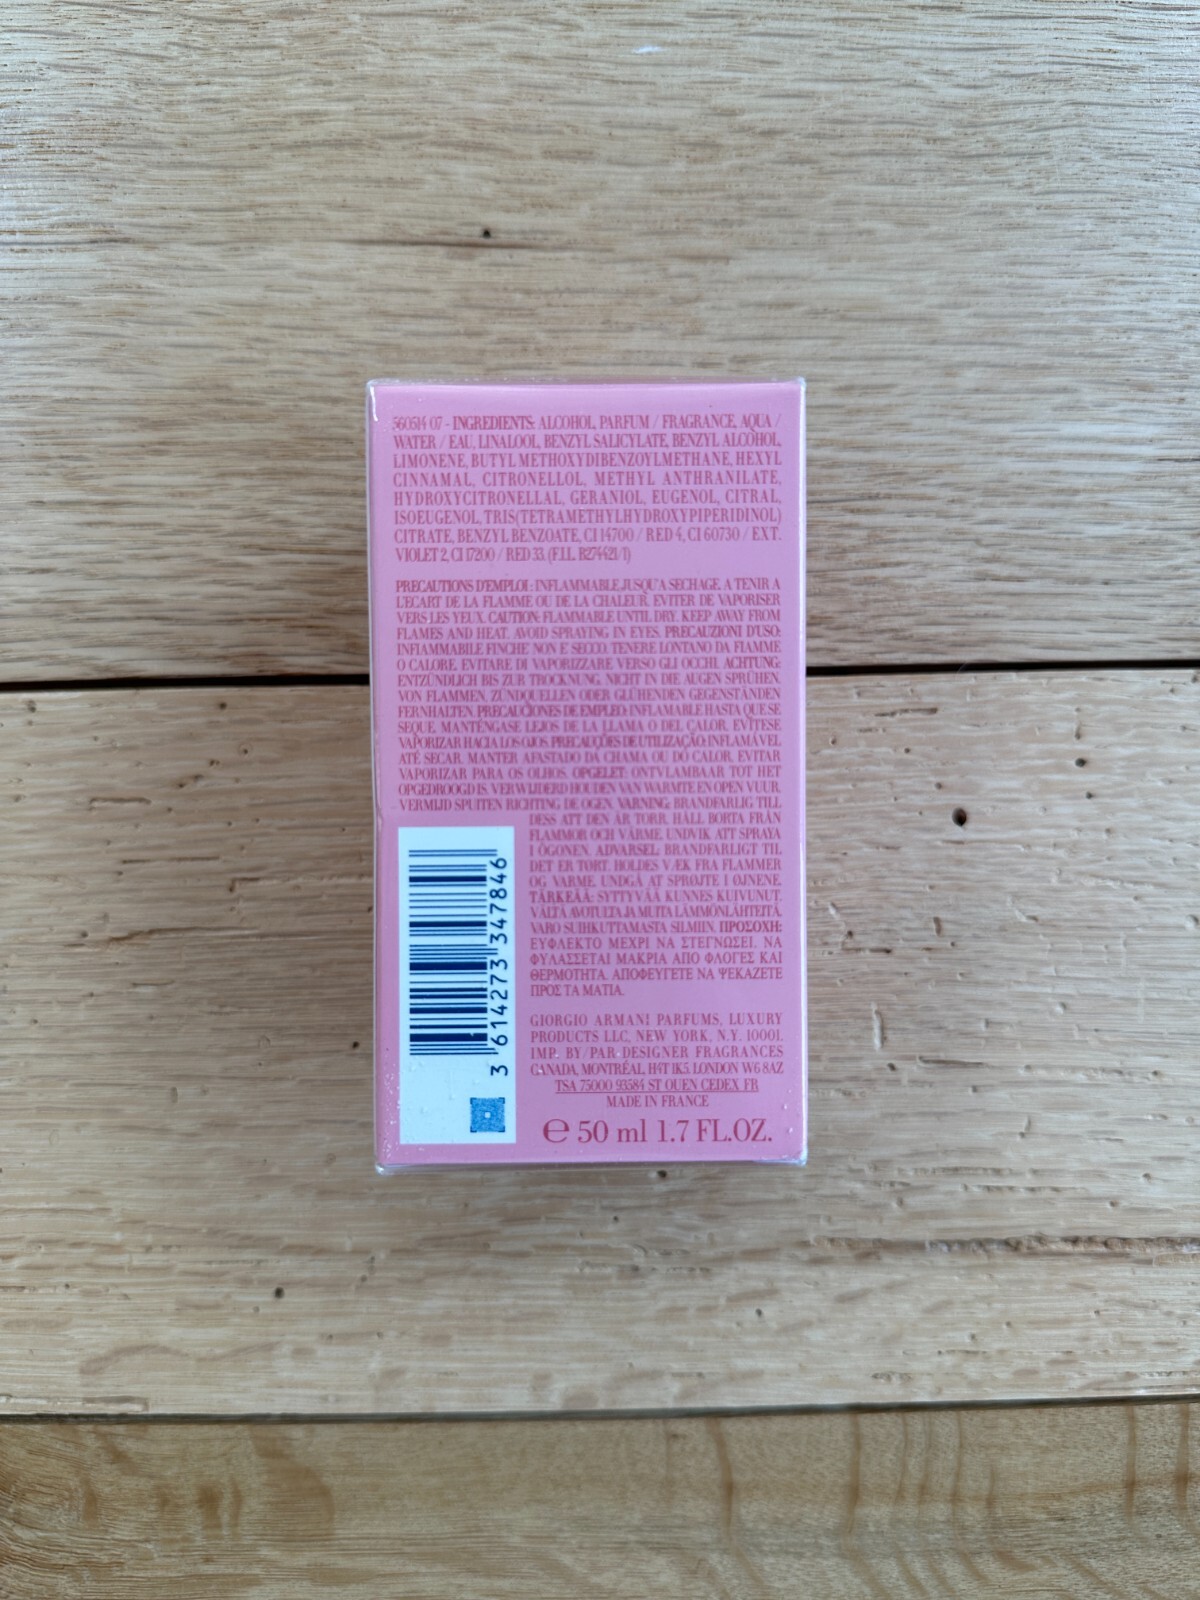 560514 07 - INGREDIENTS: ALCOHOL, PARFUM / FRAGRANCE, AQUA /
WATER / EAU, LINALOOL, BENZYL SALICYLATE, BENZYL ALCOHOL,
LIMONENE, BUTYL METHOXYDIBENZOYLMETHANE, HEXYL
CINNAMAL, CITRONELLOL, METHYL ANTHRANILATE,
HYDROXYCITRONELLAL, GERANIOL, EUGENOL, CITRAL,
ISOEUGENOL, TRIS(TETRAMETHYLHYDROXYPIPERIDINOL)
CITRATE, BENZYL BENZOATE, CI 14700 / RED 4, CI 60730 / EXT.
VIOLET 2, CI 17200 / RED 33. (F.I.L. B274421/1)
PRECAUTIONS D'EMPLOI : INFLAMMABLE JUSQU'A SECHAGE. A TENIR A
L'ECART DE LA FLAMME OU DE LA CHALEUR. EVITER DE VAPORISER
VERS LES YEUX. CAUTION: FLAMMABLE UNTIL DRY. KEEP AWAY FROM
FLAMES AND HEAT. AVOID SPRAYING IN EYES. PRECAUZIONI D'USO:
INFIAMMABILE FINCHE' NON E' SECCO. TENERE LONTANO DA FIAMME
O CALORE. EVITARE DI VAPORIZZARE VERSO GLI OCCHI. ACHTUNG:
ENTZÜNDLICH BIS ZUR TROCKNUNG. NICHT IN DIE AUGEN SPRÜHEN.
VON FLAMMEN, ZÜNDQUELLEN ODER GLÜHENDEN GEGENSTÄNDEN
FERNHALTEN. PRECAUCIONES DE EMPLEO: INFLAMABLE HASTA QUE SE
SEQUE. MANTÉNGASE LEJOS DE LA LLAMA O DEL CALOR. EVÍTESE
VAPORIZAR HACIA LOS OJOS. PRECAUÇÕES DE UTILIZAÇÃO: INFLAMÁVEL
ATÉ SECAR. MANTER AFASTADO DA CHAMA OU DO CALOR. EVITAR
VAPORIZAR PARA OS OLHOS. OPGELET: ONTVLAMBAAR TOT HET
OPGEDROOGD IS. VERWIJDERD HOUDEN VAN WARMTE EN OPEN VUUR.
VERMIJD SPUITEN RICHTING DE OGEN. VARNING: BRANDFARLIG TILL
DESS ATT DEN ÄR TORR. HÅLL BORTA FRÅN
FLAMMOR OCH VÄRME. UNDVIK ATT SPRAYA
I ÖGONEN. ADVARSEL: BRANDFARLIGT TIL
DET ER TØRT. HOLDES VÆK FRA FLAMMER
OG VARME. UNDGÅ AT SPRØJTE I ØJNENE.
TÄRKEÄÄ: SYTTYVÄÄ KUNNES KUIVUNUT.
VÄLTÄ AVOTULTA JA MUITA LÄMMÖNLÄHTEITÄ.
VARO SUIHKUTTAMASTA SILMIIN. ΠΡΟΣΟΧΗ:
ΕΥΦΛΕΚΤΟ ΜΕΧΡΙ ΝΑ ΣΤΕΓΝΩΣΕΙ. ΝΑ
ΦΥΛΑΣΣΕΤΑΙ ΜΑΚΡΙΑ ΑΠΟ ΦΛΟΓΕΣ ΚΑΙ
ΘΕΡΜΟΤΗΤΑ. ΑΠΟΦΕΥΓΕΤΕ ΝΑ ΨΕΚΑΖΕΤΕ
ΠΡΟΣ ΤΑ ΜΑΤΙΑ.
3 614273 347846
GIORGIO ARMANI PARFUMS, LUXURY
PRODUCTS LLC, NEW YORK, N.Y. 10001.
IMP. BY/PAR DESIGNER FRAGRANCES
CANADA, MONTRÉAL, H4T 1K5. LONDON W6 8AZ
TSA 75000 93584 ST OUEN CEDEX FR
MADE IN FRANCE
℮ 50 ml 1.7 FL.OZ.